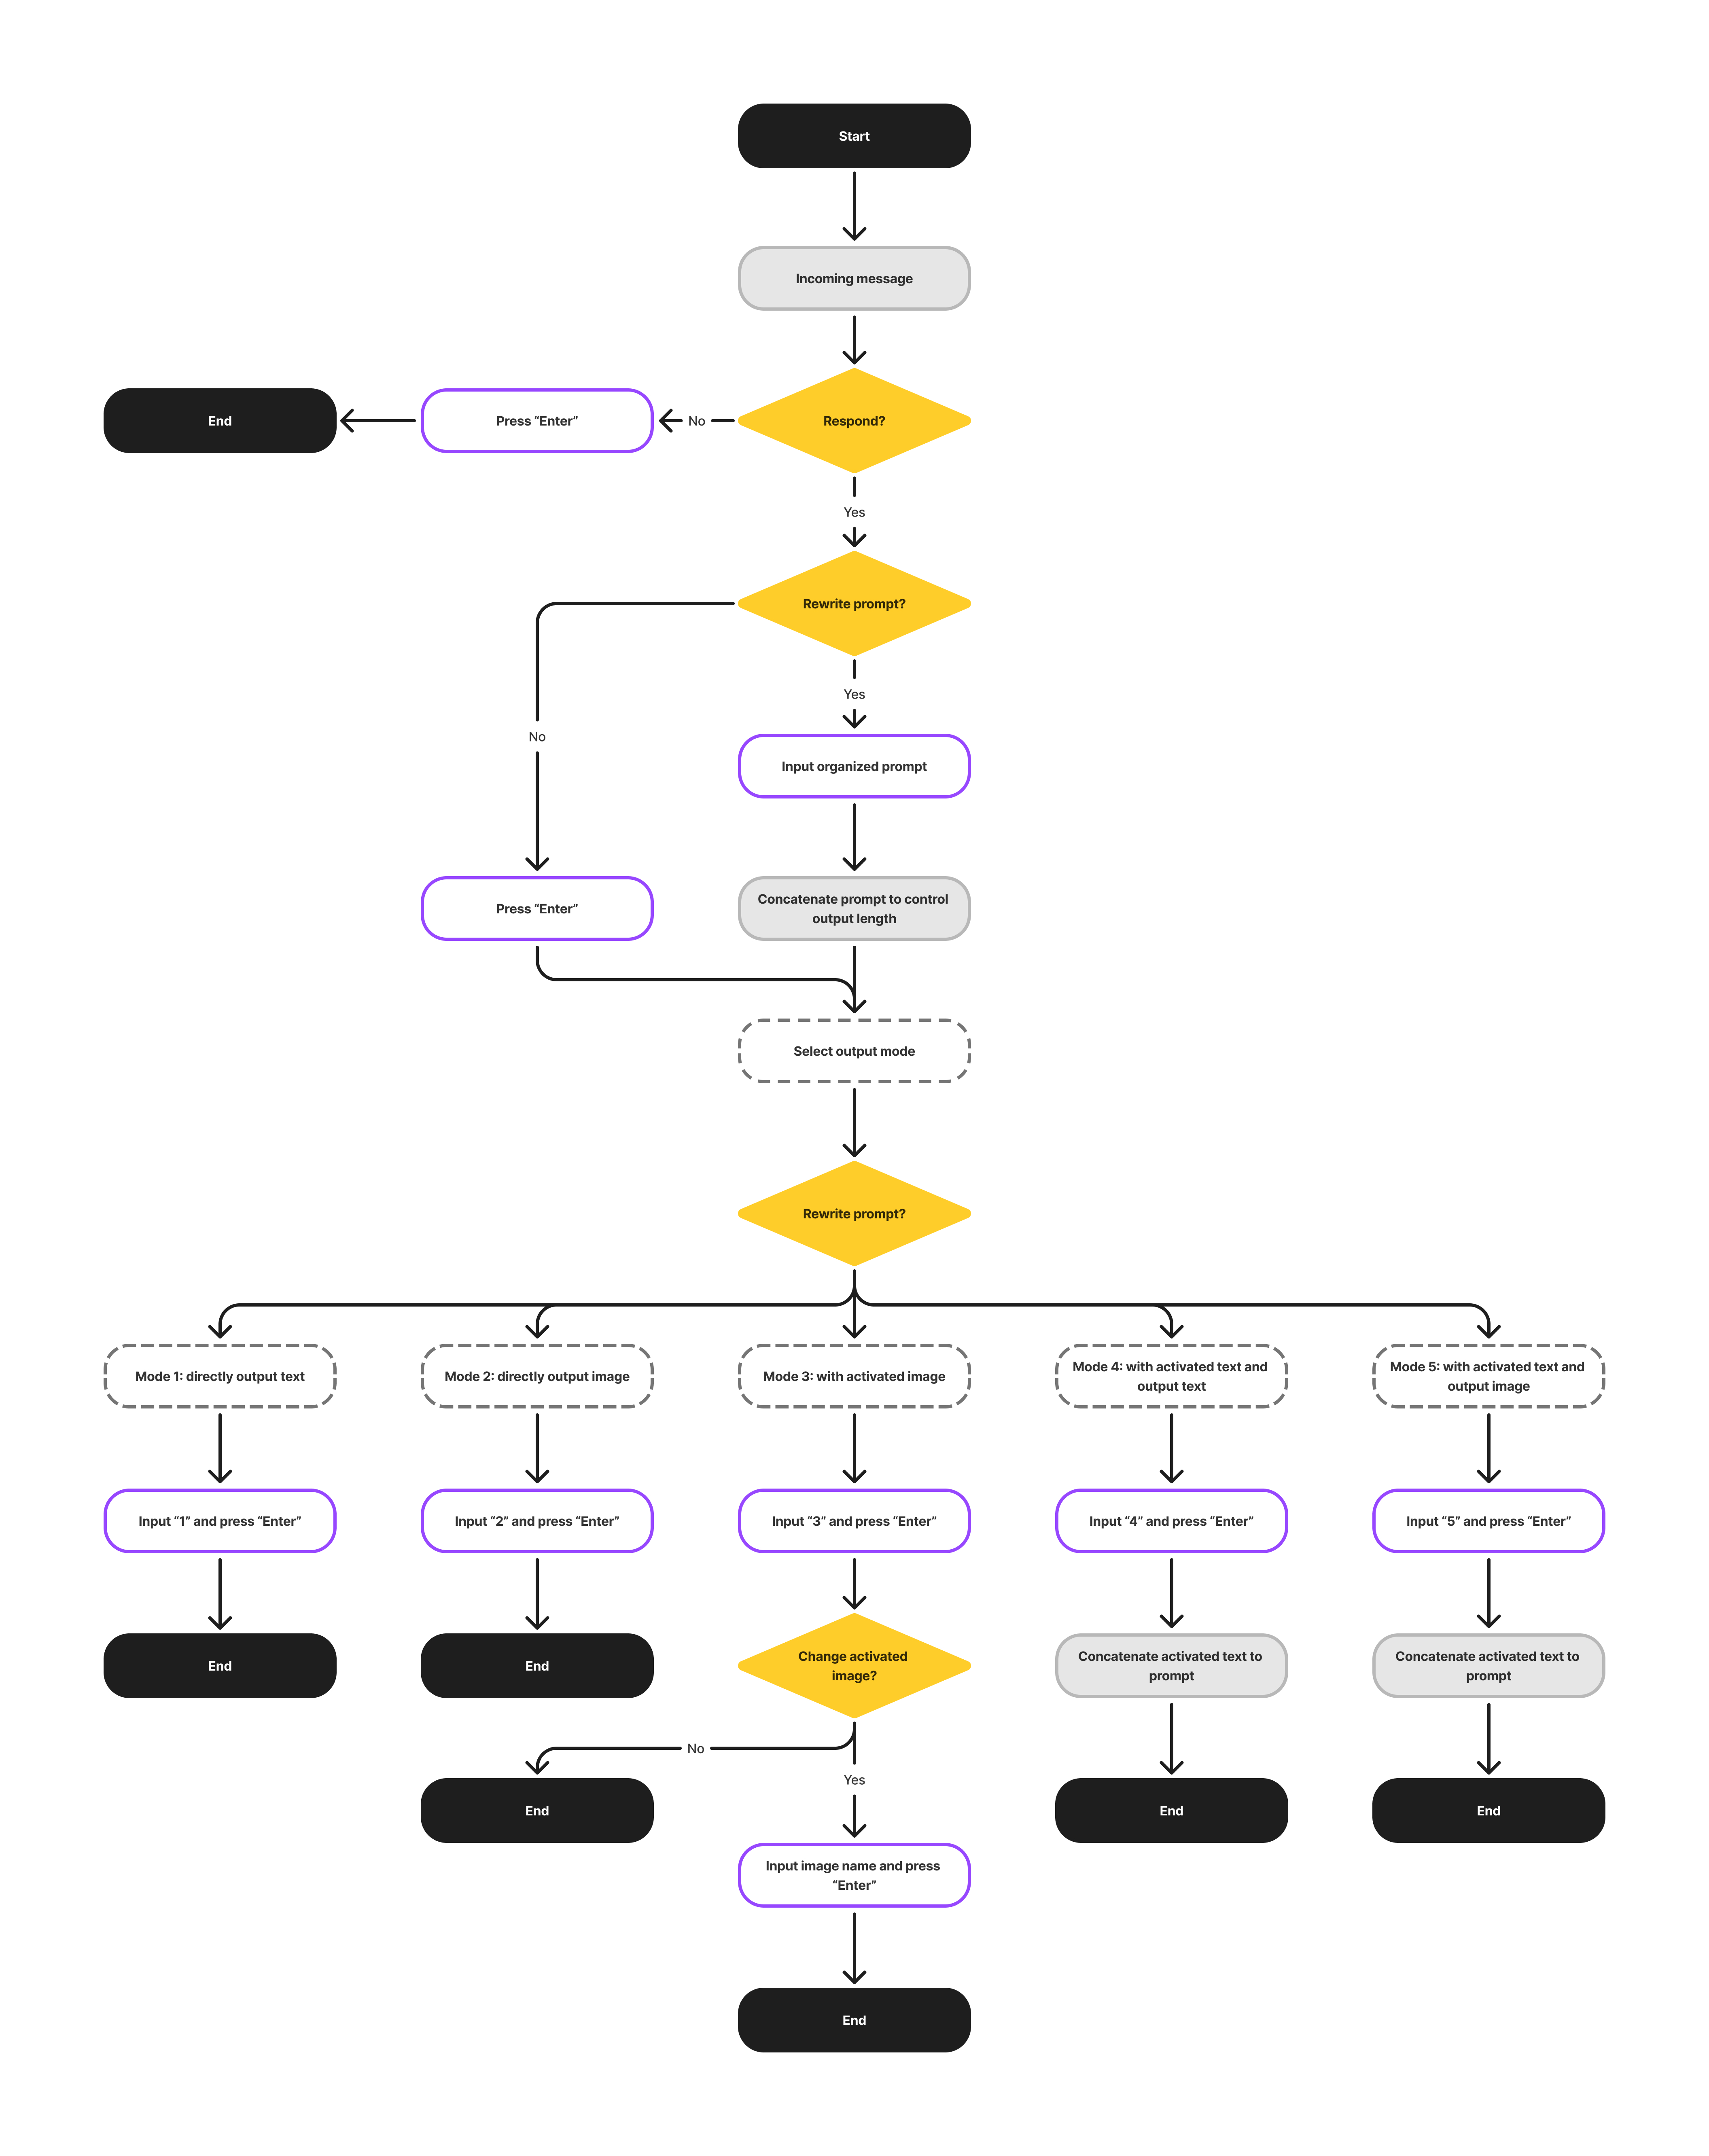 Start
Incoming message
End
Press “Enter”
No
Respond?
Yes
Rewrite prompt?
Yes
No
Input organized prompt
Press “Enter”
Concatenate prompt to control
output length
Select output mode
Rewrite prompt?
Mode 1: directly output text
Mode 2: directly output image
Mode 3: with activated image
Mode 4: with activated text and
output text
Mode 5: with activated text and
output image
Input “1” and press “Enter”
Input “2” and press “Enter”
Input “3” and press “Enter”
Input “4” and press “Enter”
Input “5” and press “Enter”
End
End
Change activated
image?
Concatenate activated text to
prompt
Concatenate activated text to
prompt
No
Yes
End
End
End
Input image name and press
“Enter”
End